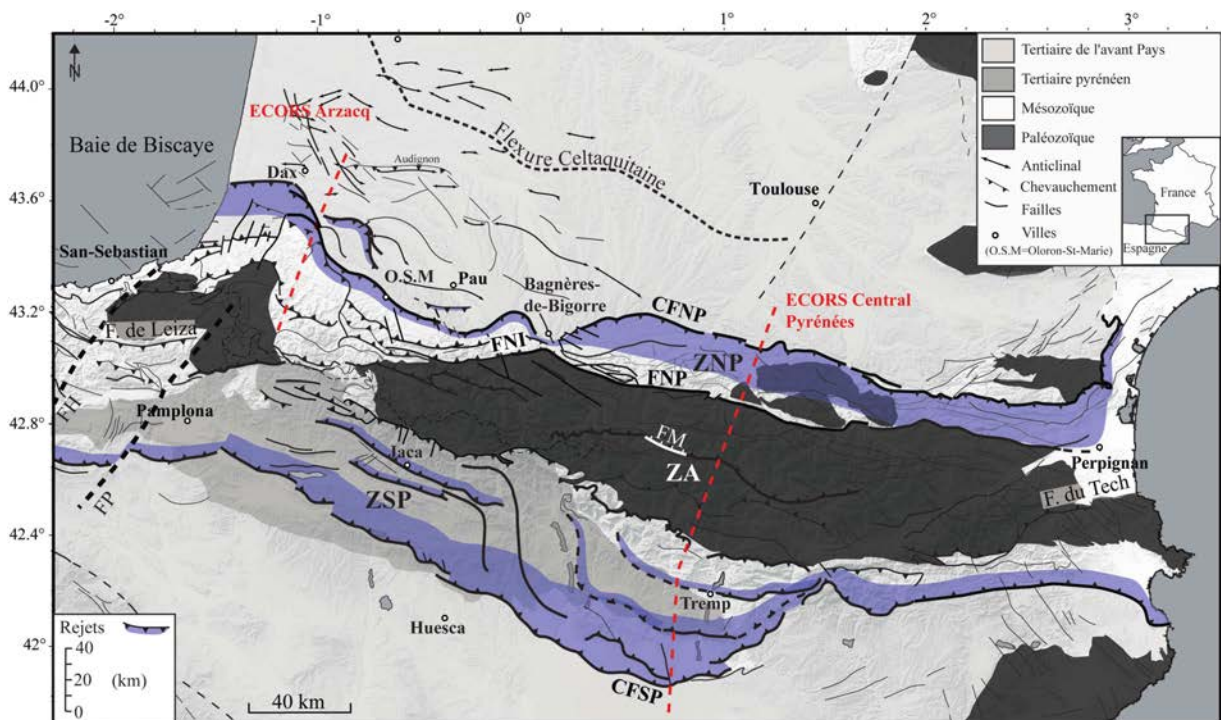 -2°
-1°
0°
1°
2°
3°
44.0°
43.6°
43.2°
42.8°
42.4°
42°
N
Tertiaire de l'avant Pays
Tertiaire pyrénéen
Mésozoïque
Paléozoïque
Anticlinal
Chevauchement
Failles
Villes
(O.S.M=Oloron-St-Marie)
France
Espagne
ECORS Arzacq
Baie de Biscaye
Dax
Audignon
Flexure Celtaquitaine
Toulouse
San-Sebastian
O.S.M
Pau
Bagnères-
de-Bigorre
CFNP
ECORS Central
Pyrénées
F. de Leiza
FNI
ZNP
FNP
FH
Pamplona
FP
Jaca
ZSP
FM
ZA
Perpignan
F. du Tech
Tremp
Huesca
CFSP
Rejets
40
20
0
(km)
40 km